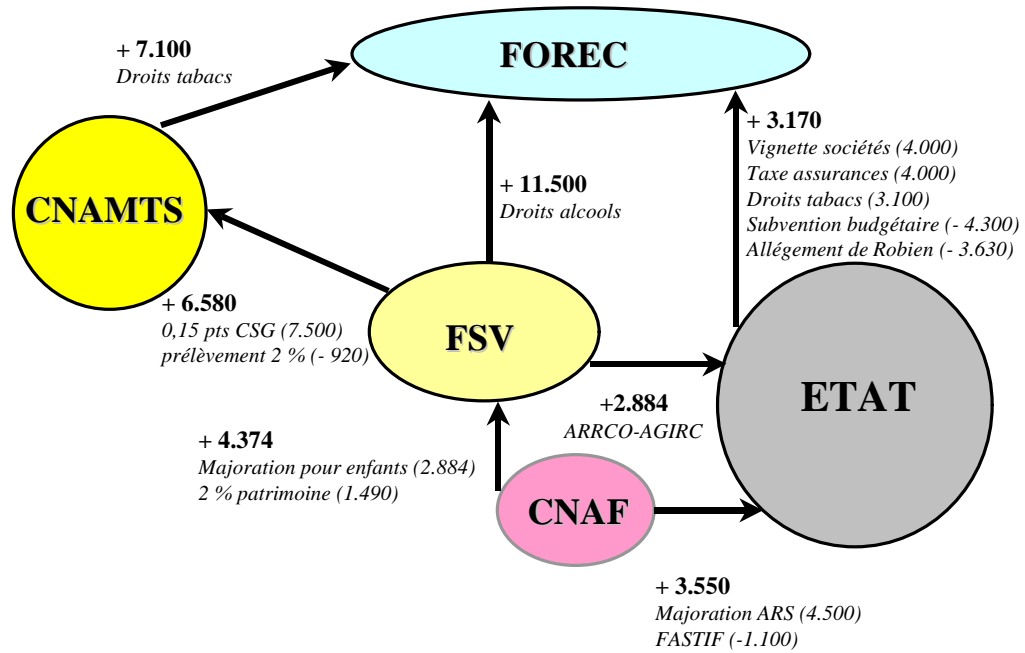 + 7.100
Droits tabacs
FOREC
+ 3.170
Vignette sociétés (4.000)
Taxe assurances (4.000)
Droits tabacs (3.100)
Subvention budgétaire (- 4.300)
Allégement de Robien (- 3.630)
CNAMTS
+ 11.500
Droits alcools
+ 6.580
0,15 pts CSG (7.500)
prélèvement 2 % (- 920)
FSV
ETAT
+2.884
ARRCO-AGIRC
+ 4.374
Majoration pour enfants (2.884)
2 % patrimoine (1.490)
CNAF
+ 3.550
Majoration ARS (4.500)
FASTIF (-1.100)